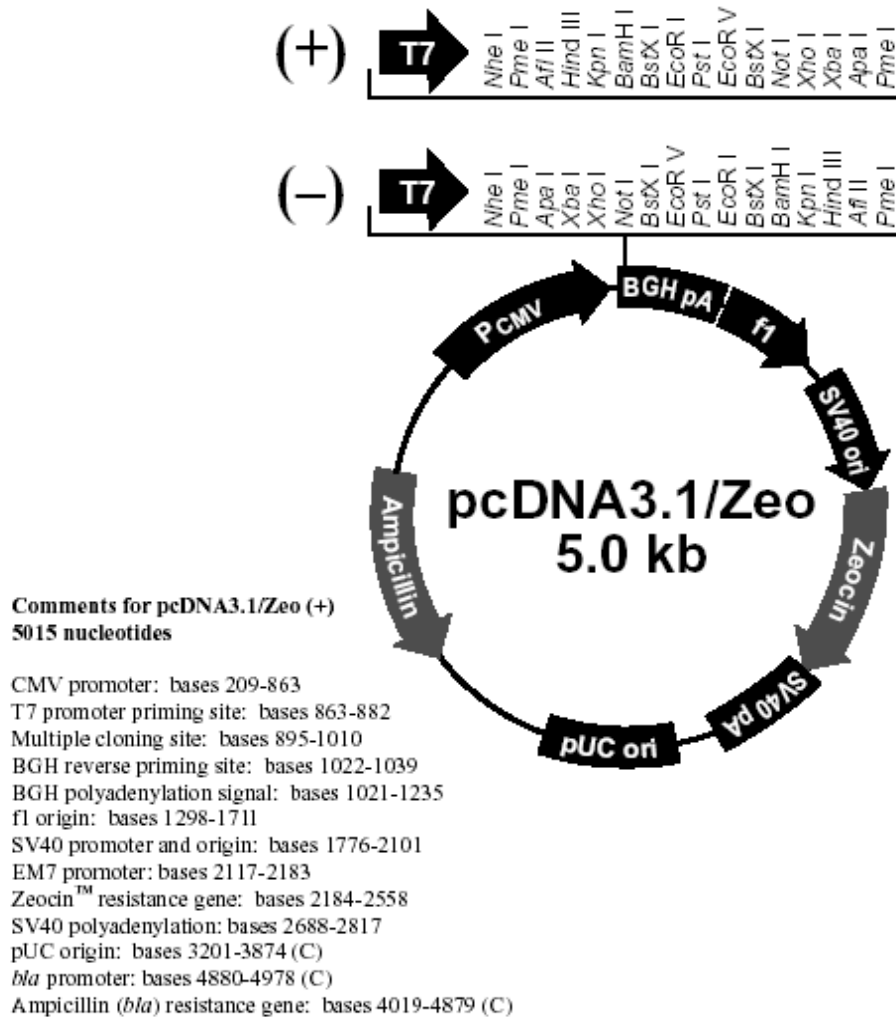 (+) T7 Nhe I Pme I Afl II Hind III Kpn I BamH I BstX I EcoR I Pst I EcoR V BstX I Not I Xho I Xba I Apa I Pme I
(–) T7 Nhe I Pme I Apa I Xba I Xho I Not I BstX I EcoR V Pst I EcoR I BstX I BamH I Kpn I Hind III Afl II Pme I
PCMV
BGH pA
f1
SV40 ori
Zeocin
SV40 pA
pUC ori
Ampicillin
pcDNA3.1/Zeo
5.0 kb
Comments for pcDNA3.1/Zeo (+)
5015 nucleotides
CMV promoter: bases 209-863
T7 promoter priming site: bases 863-882
Multiple cloning site: bases 895-1010
BGH reverse priming site: bases 1022-1039
BGH polyadenylation signal: bases 1021-1235
f1 origin: bases 1298-1711
SV40 promoter and origin: bases 1776-2101
EM7 promoter: bases 2117-2183
Zeocin™ resistance gene: bases 2184-2558
SV40 polyadenylation: bases 2688-2817
pUC origin: bases 3201-3874 (C)
bla promoter: bases 4880-4978 (C)
Ampicillin (bla) resistance gene: bases 4019-4879 (C)